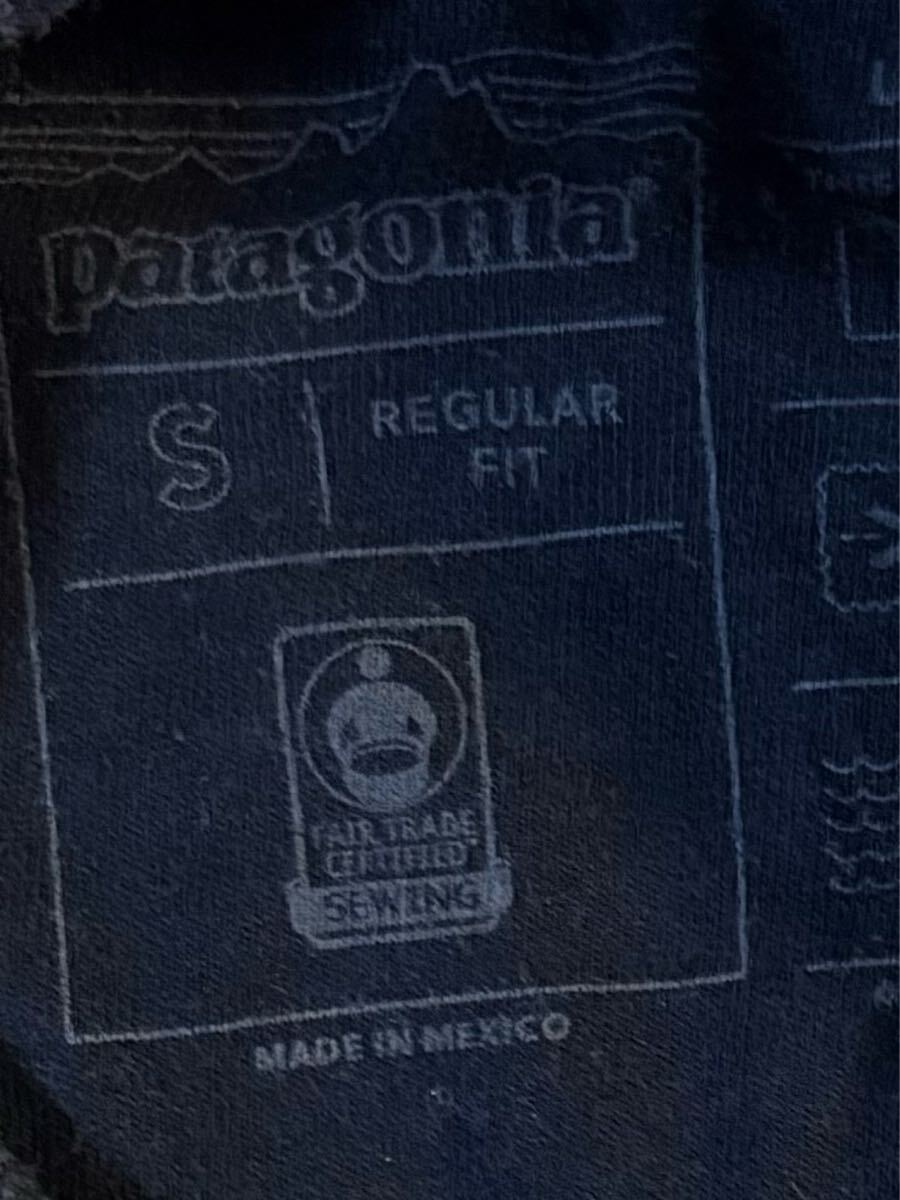 patagonia®
S
REGULAR
FIT
FAIR TRADE
CERTIFIED
SEWING
MADE IN MEXICO